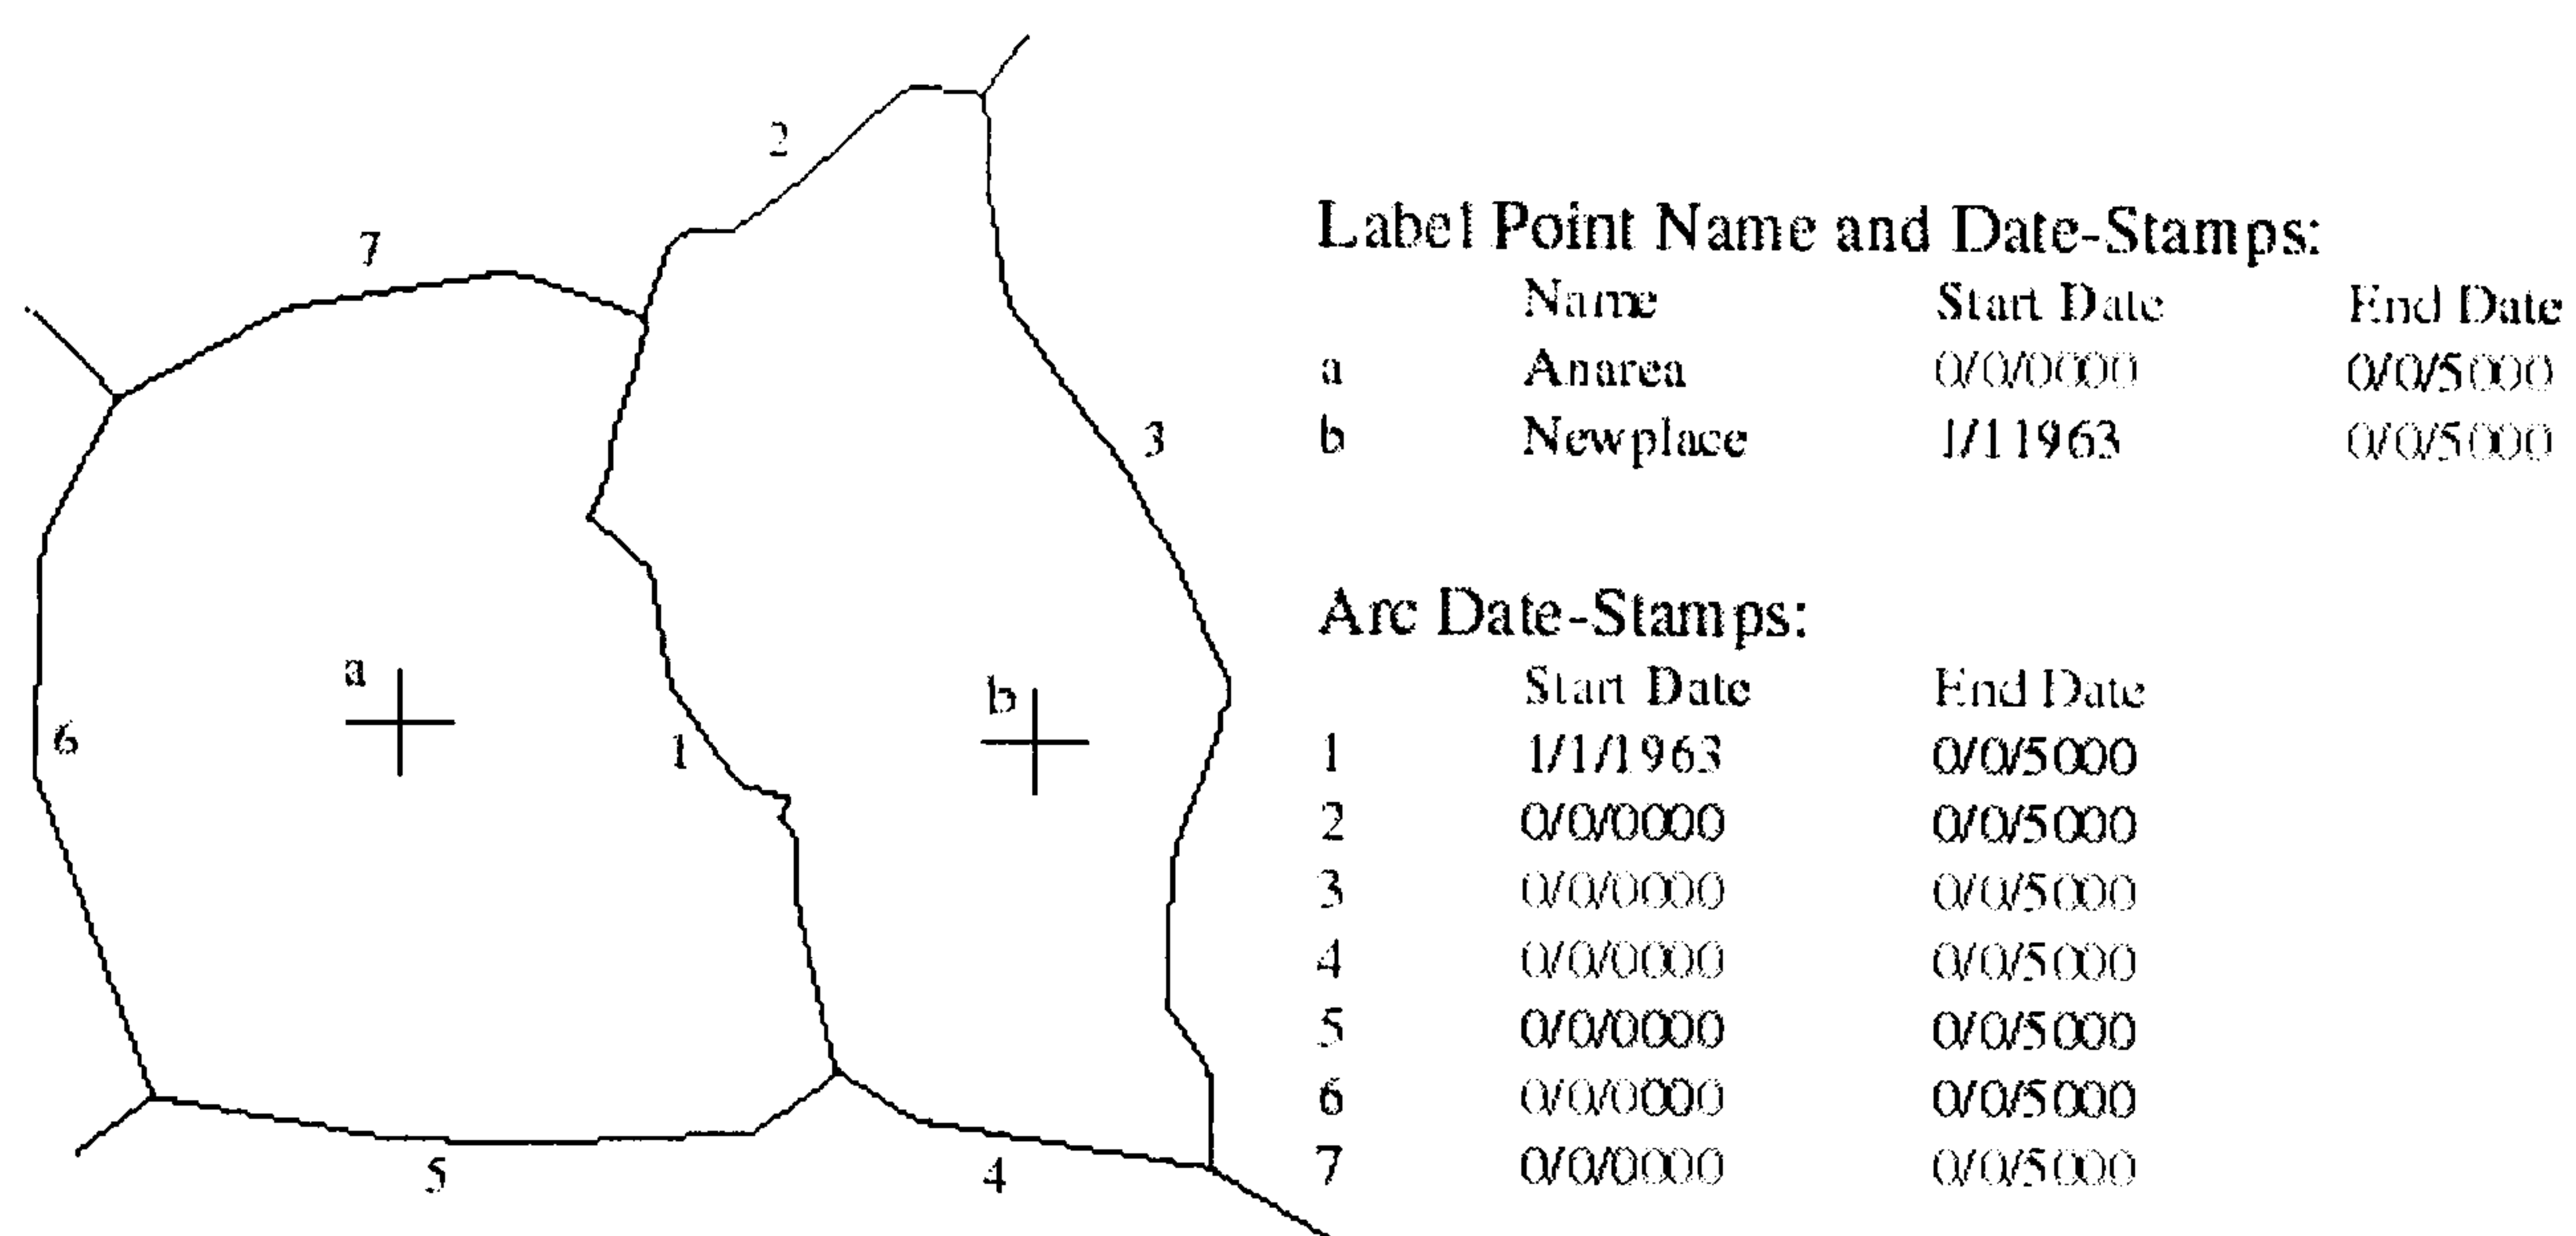 2
7
3
a
b
6
1
5
4
Label Point Name and Date-Stamps:
Name Start Date End Date
a Anarea 0/0/0000 0/0/5000
b Newplace 1/11963 0/0/5000
Arc Date-Stamps:
Start Date End Date
1 1/1/1963 0/0/5000
2 0/0/0000 0/0/5000
3 0/0/0000 0/0/5000
4 0/0/0000 0/0/5000
5 0/0/0000 0/0/5000
6 0/0/0000 0/0/5000
7 0/0/0000 0/0/5000